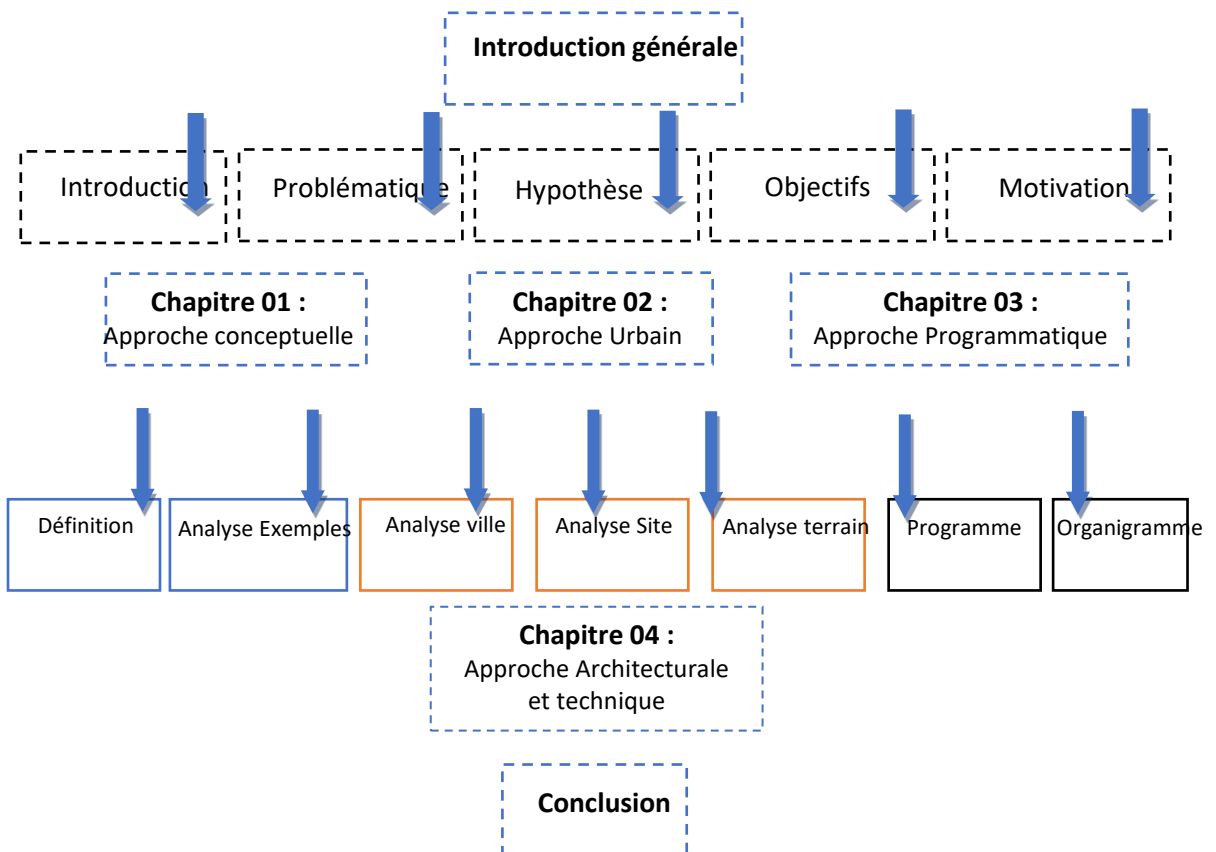 Introduction générale
Introduction
Problématique
Hypothèse
Objectifs
Motivation
Chapitre 01 :
Approche conceptuelle
Chapitre 02 :
Approche Urbain
Chapitre 03 :
Approche Programmatique
Définition
Analyse Exemples
Analyse ville
Analyse Site
Analyse terrain
Programme
Organigramme
Chapitre 04 :
Approche Architecturale
et technique
Conclusion